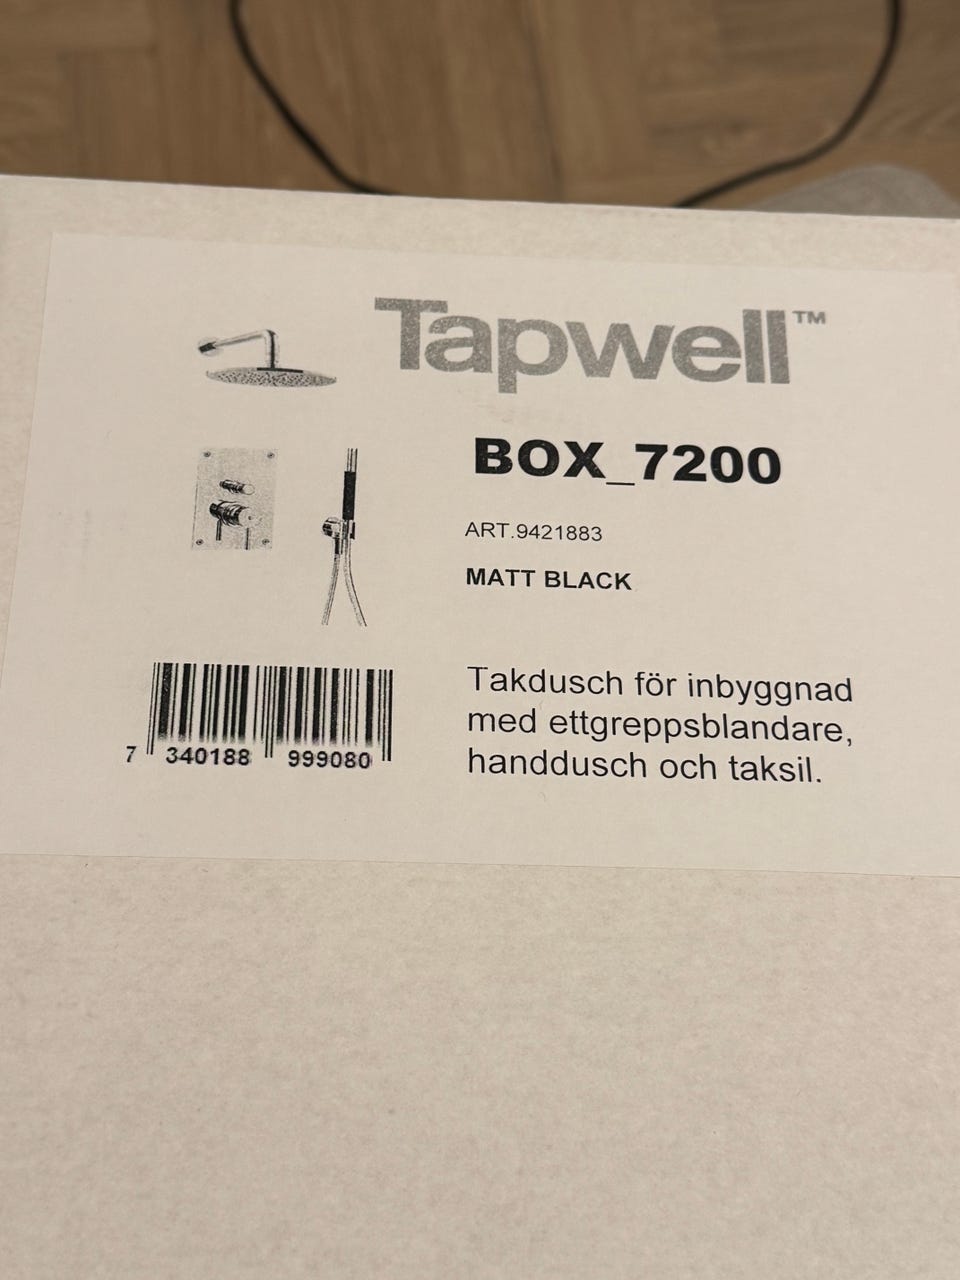 Tapwell™
BOX_7200
ART.9421883
MATT BLACK
Takdusch för inbyggnad
med ettgreppsblandare,
handdusch och taksil.
7 340188 999080